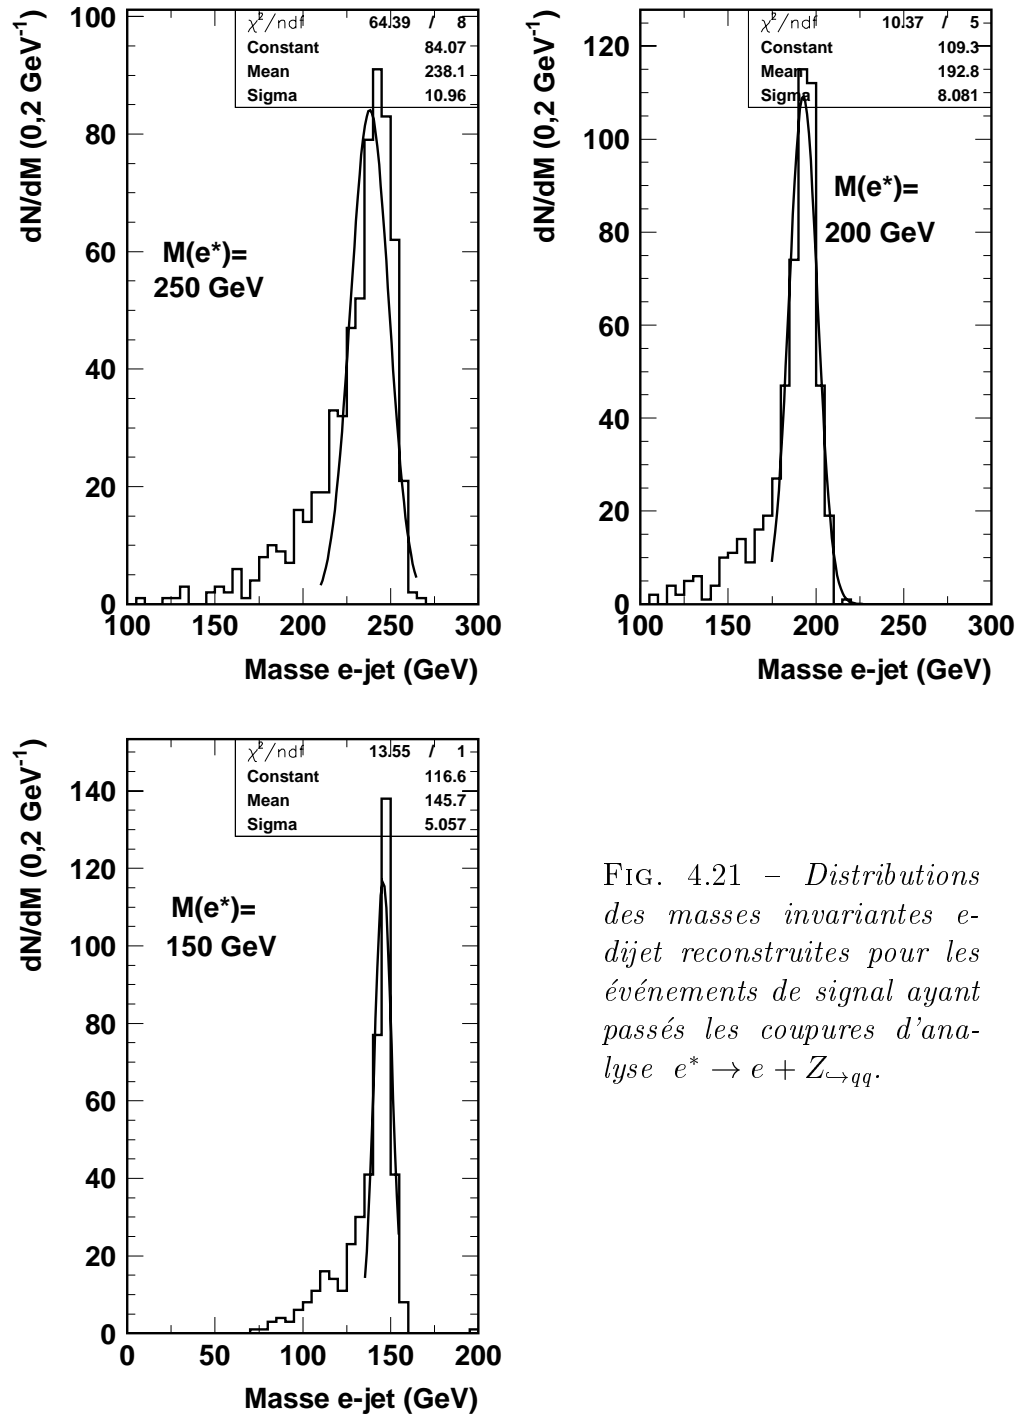 dN/dM (0,2 GeV-1)
χ2/ndf 64.39 / 8
Constant 84.07
Mean 238.1
Sigma 10.96
M(e*)=
250 GeV
100
80
60
40
20
0
100 150 200 250 300
Masse e-jet (GeV)
dN/dM (0,2 GeV-1)
χ2/ndf 10.37 / 5
Constant 109.3
Mean 192.8
Sigma 8.081
M(e*)=
200 GeV
120
100
80
60
40
20
0
100 150 200 250 300
Masse e-jet (GeV)
dN/dM (0,2 GeV-1)
χ2/ndf 13.55 / 1
Constant 116.6
Mean 145.7
Sigma 5.057
M(e*)=
150 GeV
140
120
100
80
60
40
20
0
0 50 100 150 200
Masse e-jet (GeV)
FIG. 4.21 – Distributions
des masses invariantes e-
dijet reconstruites pour les
événements de signal ayant
passés les coupures d'ana-
lyse e* → e + Z↪qq.